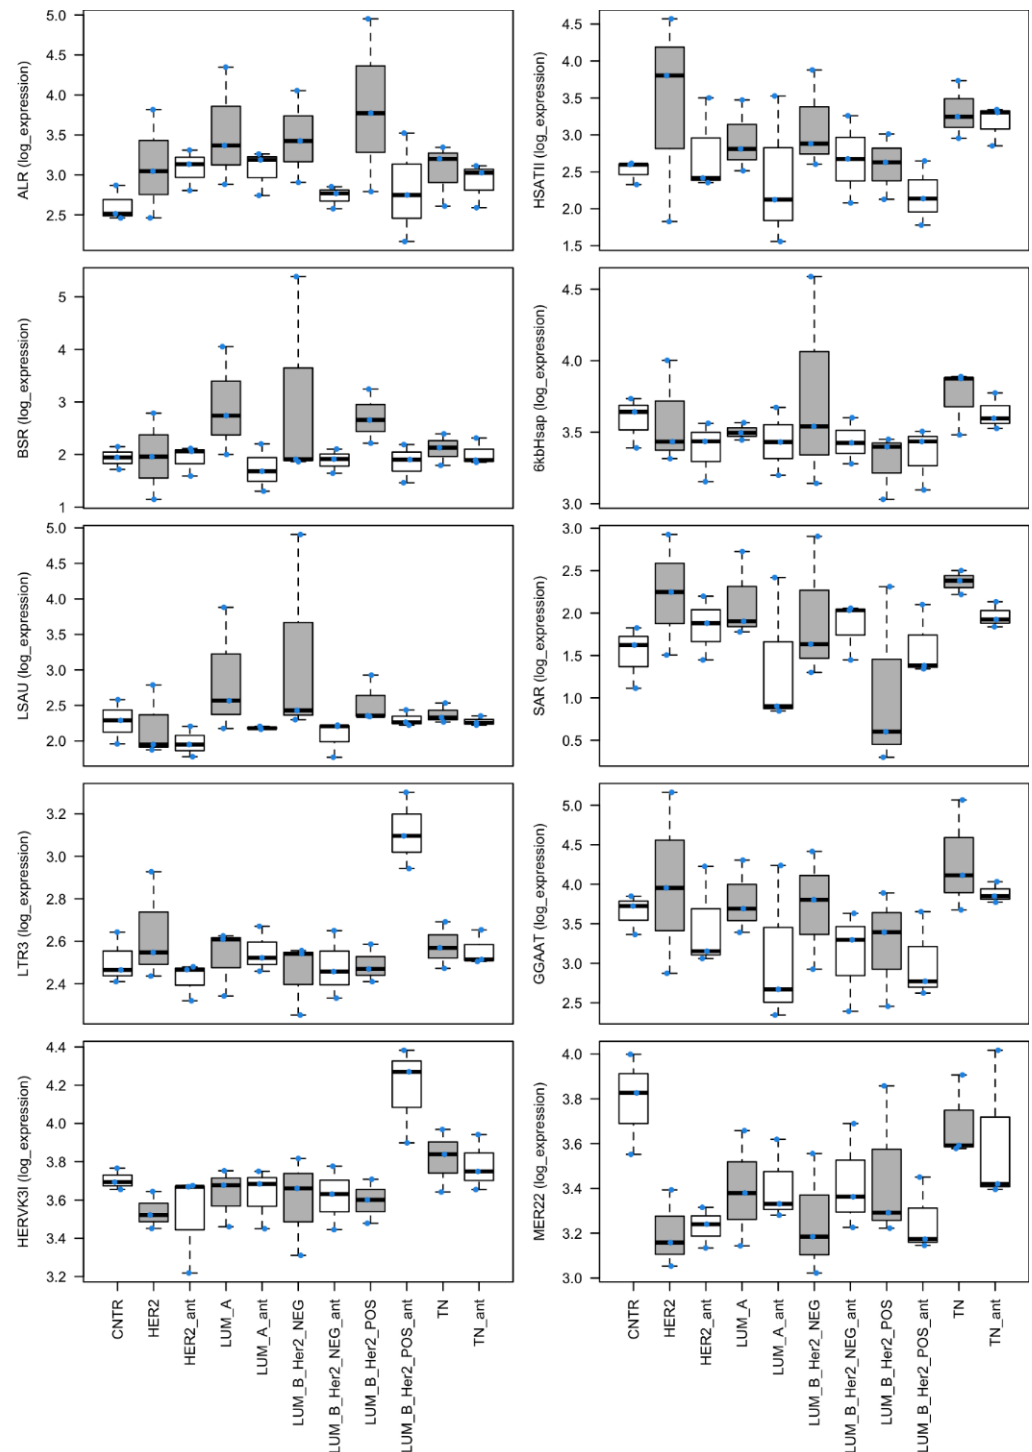 ALR (log_expression)
5.0
4.5
4.0
3.5
3.0
2.5
HSATII (log_expression)
4.5
4.0
3.5
3.0
2.5
2.0
1.5
BSR (log_expression)
5
4
3
2
1
6kbHsap (log_expression)
4.5
4.0
3.5
3.0
LSAU (log_expression)
5.0
4.5
4.0
3.5
3.0
2.5
2.0
SAR (log_expression)
3.0
2.5
2.0
1.5
1.0
0.5
LTR3 (log_expression)
3.2
3.0
2.8
2.6
2.4
GGAAT (log_expression)
5.0
4.5
4.0
3.5
3.0
2.5
HERVK3I (log_expression)
4.4
4.2
4.0
3.8
3.6
3.4
3.2
MER22 (log_expression)
4.0
3.8
3.6
3.4
3.2
3.0
CNTR
HER2
HER2_ant
LUM_A
LUM_A_ant
LUM_B_Her2_NEG
LUM_B_Her2_NEG_ant
LUM_B_Her2_POS
LUM_B_Her2_POS_ant
TN
TN_ant
CNTR
HER2
HER2_ant
LUM_A
LUM_A_ant
LUM_B_Her2_NEG
LUM_B_Her2_NEG_ant
LUM_B_Her2_POS
LUM_B_Her2_POS_ant
TN
TN_ant